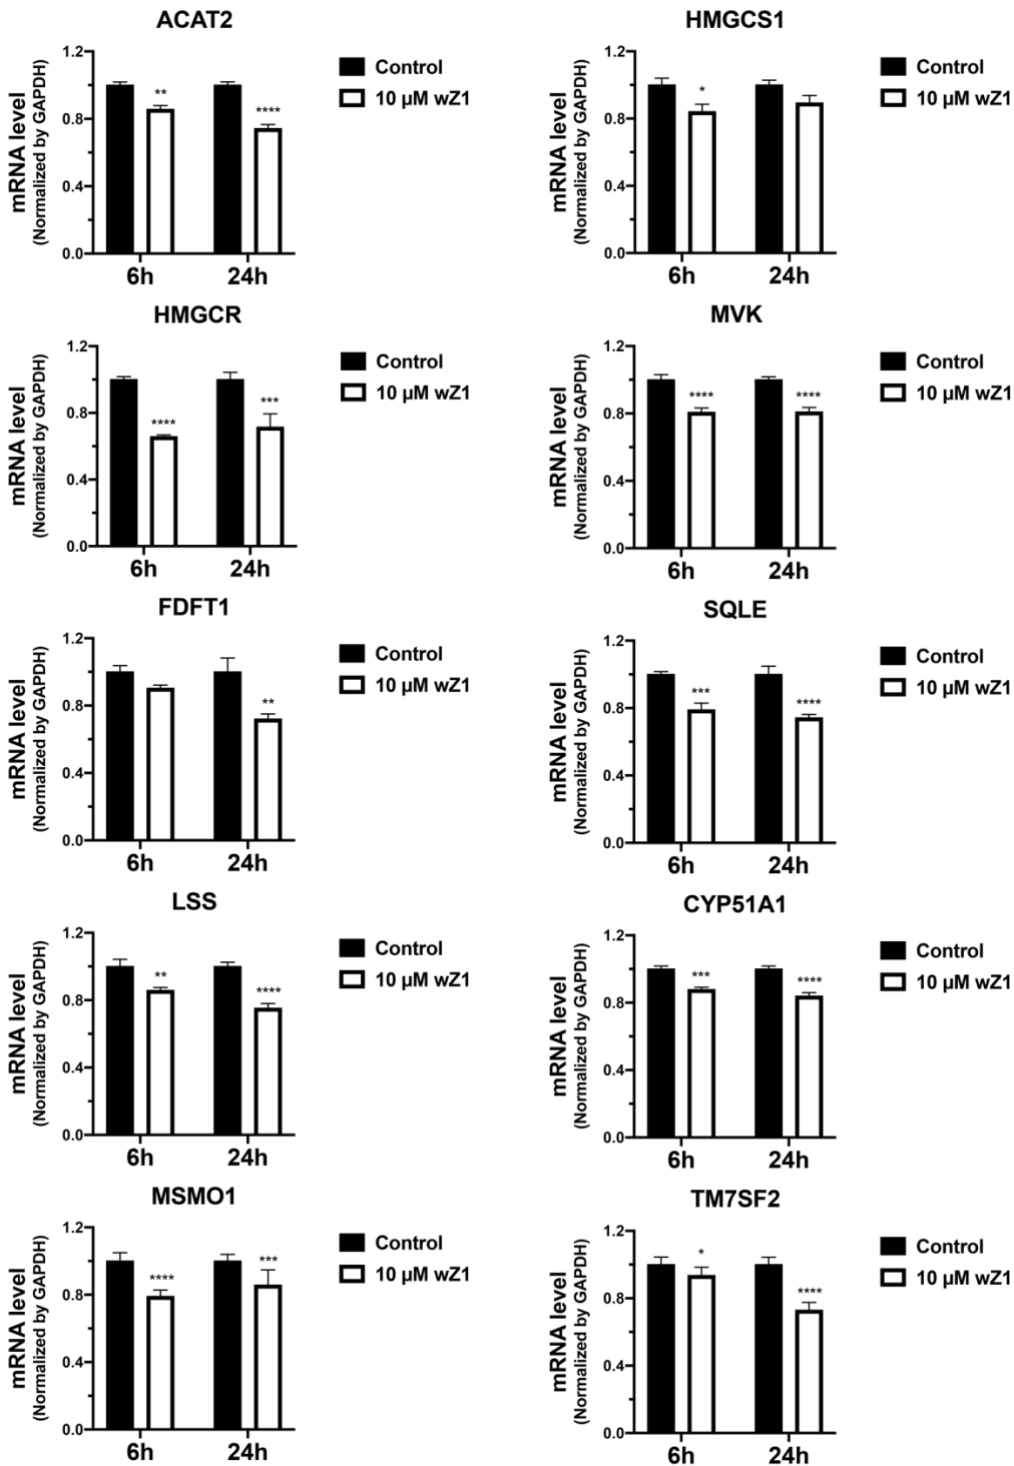 ACAT2
1.2
0.8
0.4
0.0
mRNA level
(Normalized by GAPDH)
**
****
6h
24h
Control
10 µM wZ1
HMGCS1
1.2
0.8
0.4
0.0
mRNA level
(Normalized by GAPDH)
*
6h
24h
Control
10 µM wZ1
HMGCR
1.2
0.8
0.4
0.0
mRNA level
(Normalized by GAPDH)
****
***
6h
24h
Control
10 µM wZ1
MVK
1.2
0.8
0.4
0.0
mRNA level
(Normalized by GAPDH)
****
****
6h
24h
Control
10 µM wZ1
FDFT1
1.2
0.8
0.4
0.0
mRNA level
(Normalized by GAPDH)
**
6h
24h
Control
10 µM wZ1
SQLE
1.2
0.8
0.4
0.0
mRNA level
(Normalized by GAPDH)
***
****
6h
24h
Control
10 µM wZ1
LSS
1.2
0.8
0.4
0.0
mRNA level
(Normalized by GAPDH)
**
****
6h
24h
Control
10 µM wZ1
CYP51A1
1.2
0.8
0.4
0.0
mRNA level
(Normalized by GAPDH)
***
****
6h
24h
Control
10 µM wZ1
MSMO1
1.2
0.8
0.4
0.0
mRNA level
(Normalized by GAPDH)
****
***
6h
24h
Control
10 µM wZ1
TM7SF2
1.2
0.8
0.4
0.0
mRNA level
(Normalized by GAPDH)
*
****
6h
24h
Control
10 µM wZ1